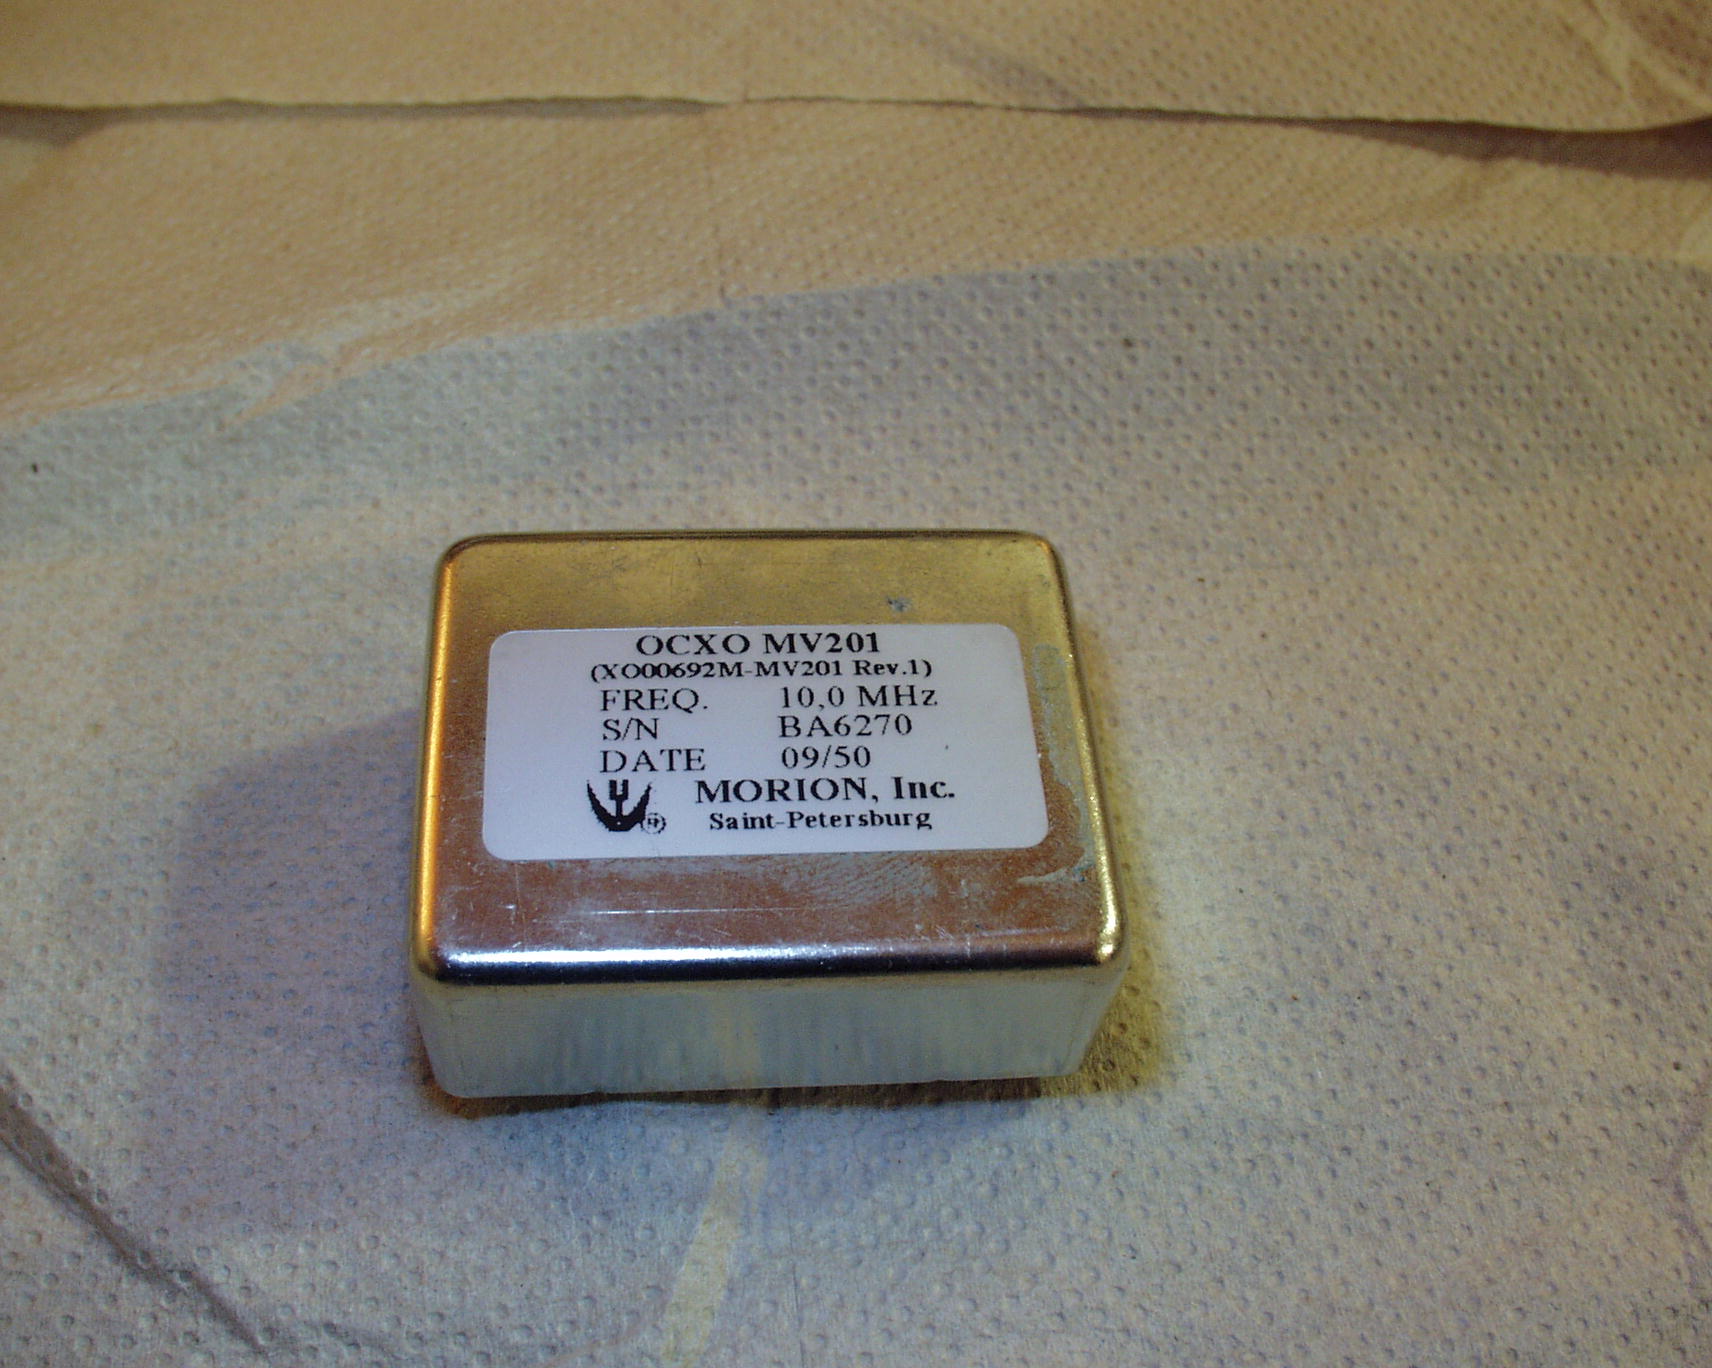 OCXO MV201
(XO00692M-MV201 Rev.1)
FREQ. 10,0 MHz
S/N BA6270
DATE 09/50
® MORION, Inc.
Saint-Petersburg